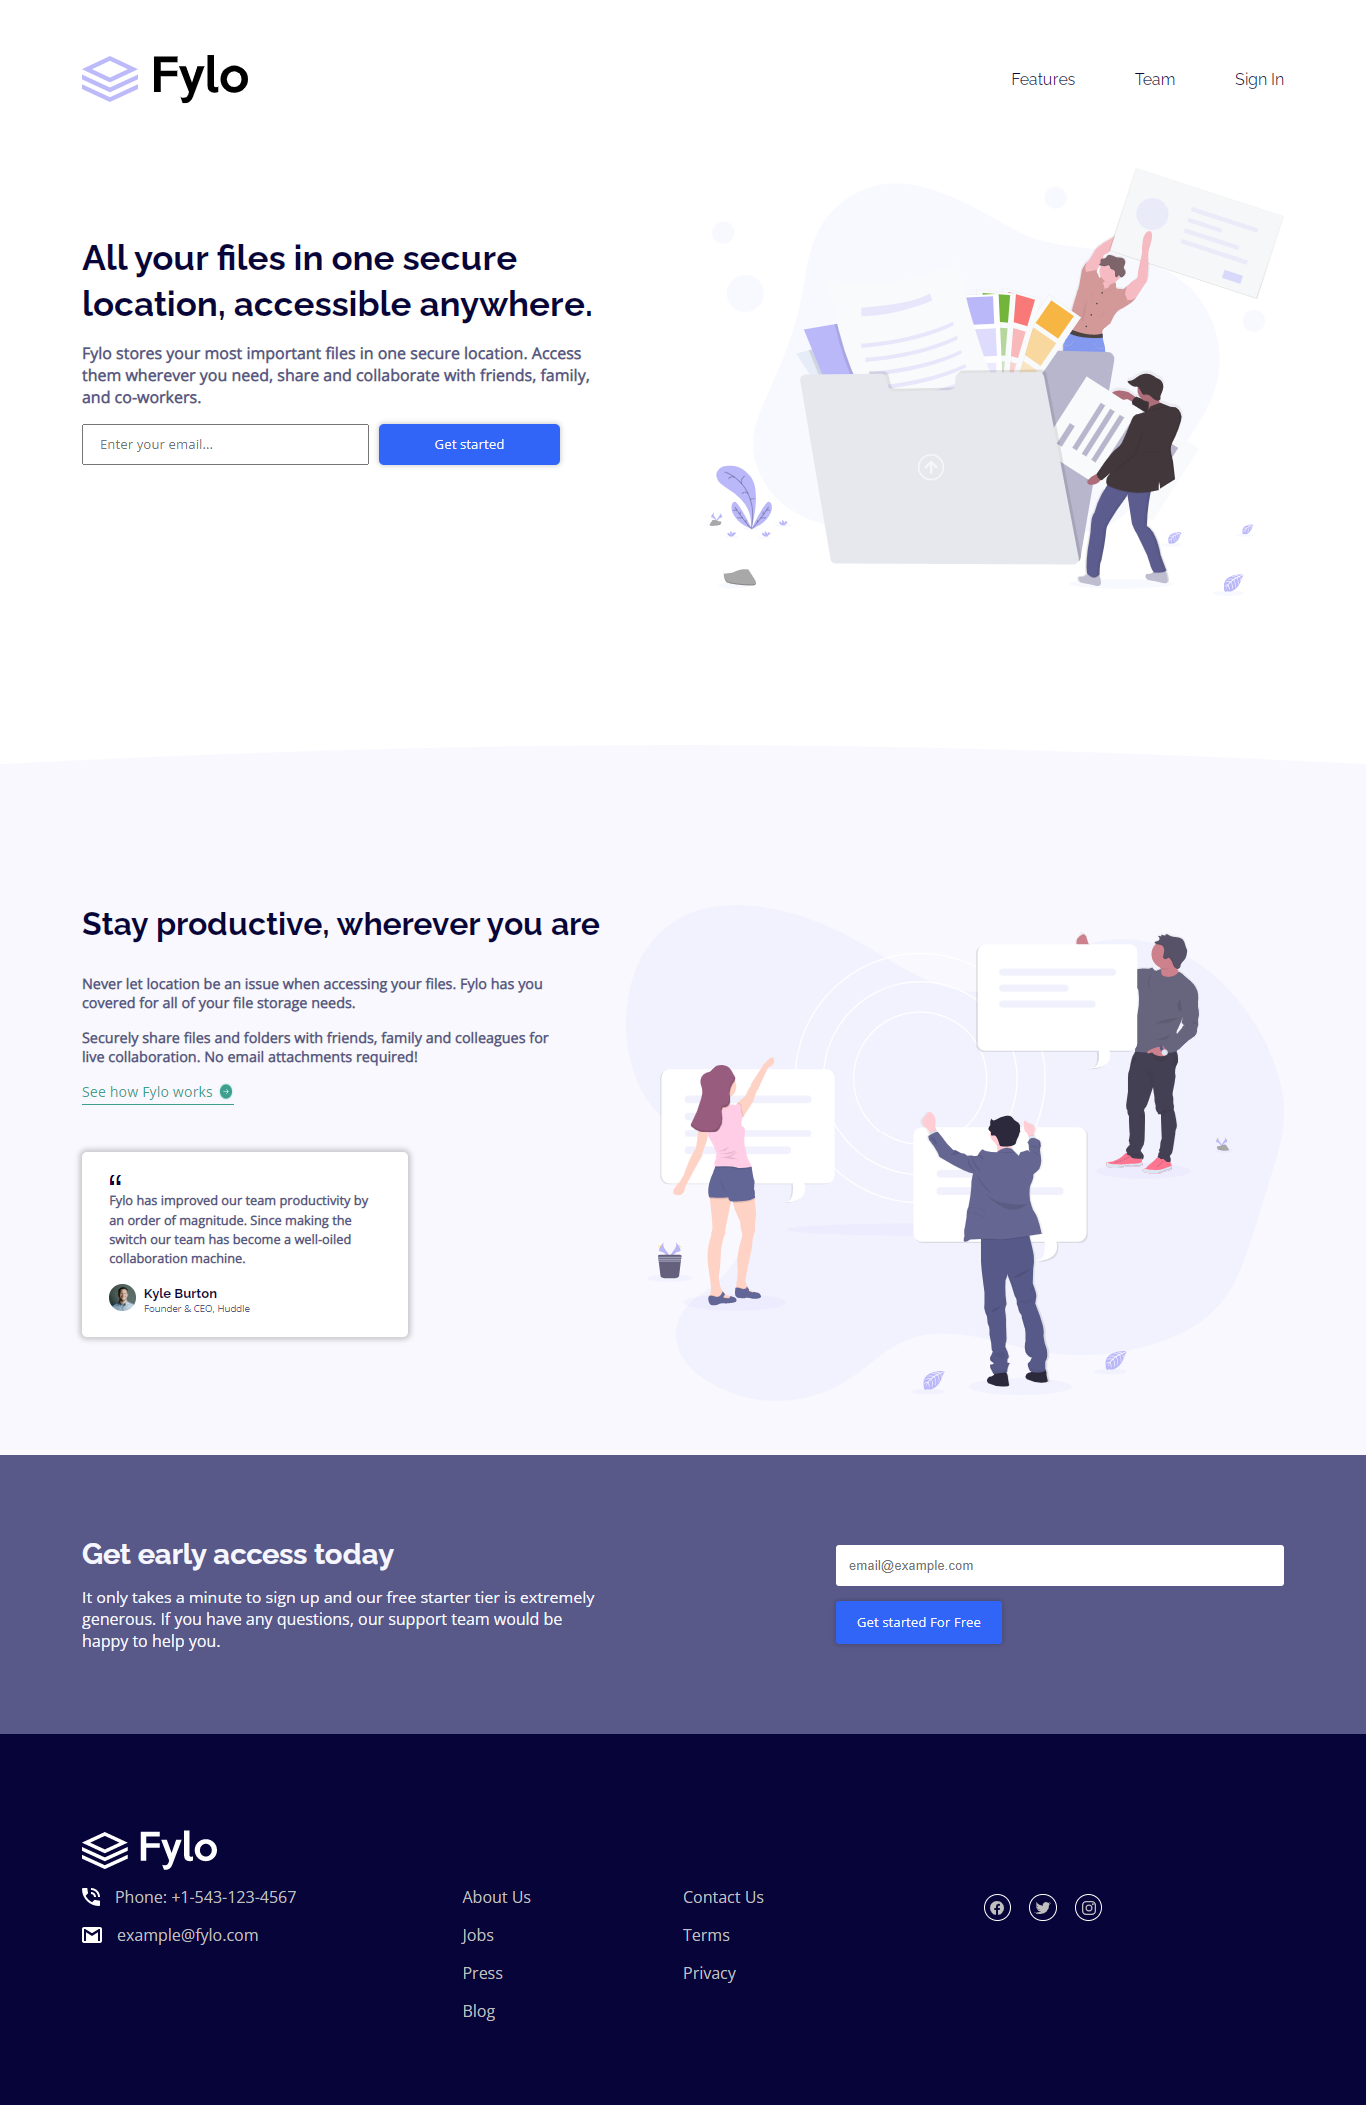 Fylo
Features
Team
Sign In
All your files in one secure
location, accessible anywhere.
Fylo stores your most important files in one secure location. Access
them wherever you need, share and collaborate with friends, family,
and co-workers.
Enter your email...
Get started
Stay productive, wherever you are
Never let location be an issue when accessing your files. Fylo has you
covered for all of your file storage needs.
Securely share files and folders with friends, family and colleagues for
live collaboration. No email attachments required!
See how Fylo works
“
Fylo has improved our team productivity by
an order of magnitude. Since making the
switch our team has become a well-oiled
collaboration machine.
Kyle Burton
Founder & CEO, Huddle
Get early access today
It only takes a minute to sign up and our free starter tier is extremely
generous. If you have any questions, our support team would be
happy to help you.
email@example.com
Get started For Free
Fylo
Phone: +1-543-123-4567
example@fylo.com
About Us
Jobs
Press
Blog
Contact Us
Terms
Privacy